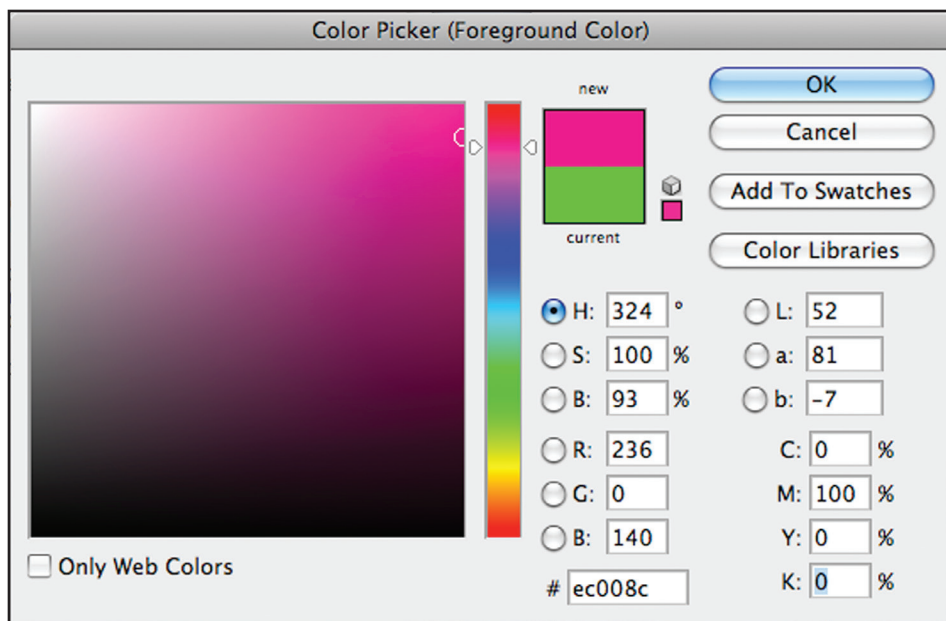 Color Picker (Foreground Color)
new
current
OK
Cancel
Add To Swatches
Color Libraries
H: 324 °
S: 100 %
B: 93 %
R: 236
G: 0
B: 140
# ec008c
L: 52
a: 81
b: -7
C: 0 %
M: 100 %
Y: 0 %
K: 0 %
Only Web Colors